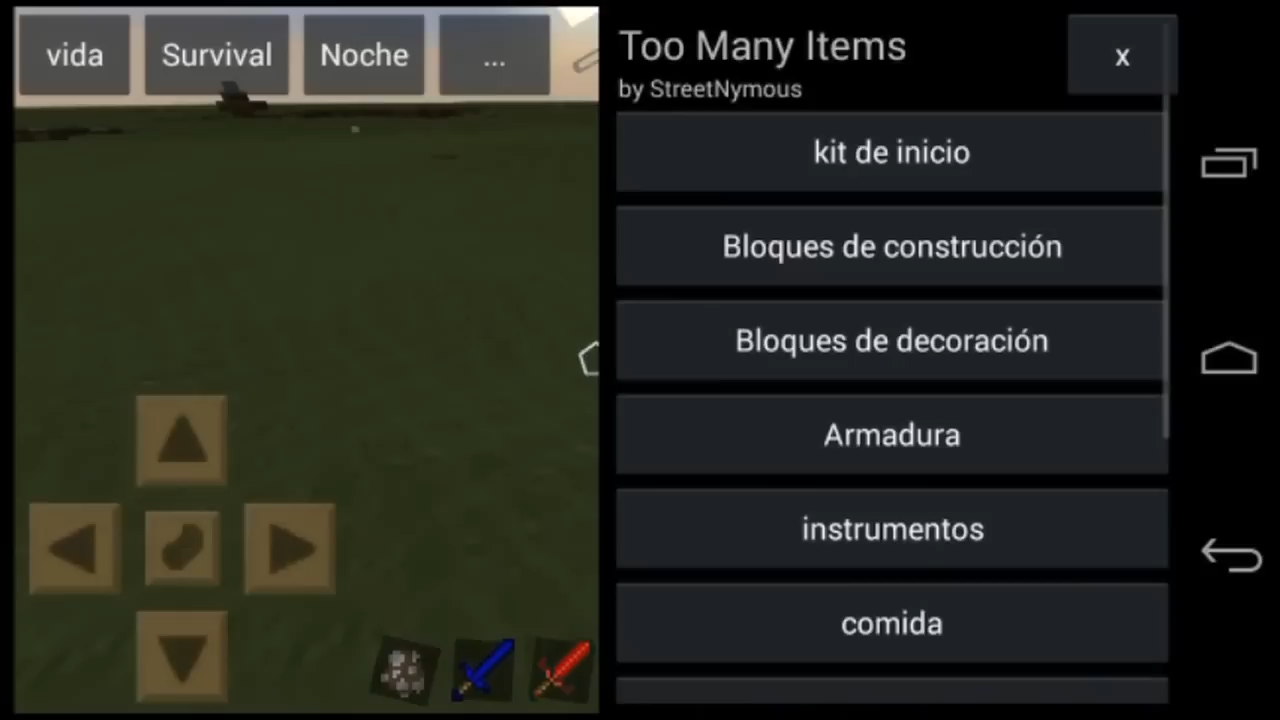 vida
Survival
Noche
...
Too Many Items
by StreetNymous
x
kit de inicio
Bloques de construcción
Bloques de decoración
Armadura
instrumentos
comida